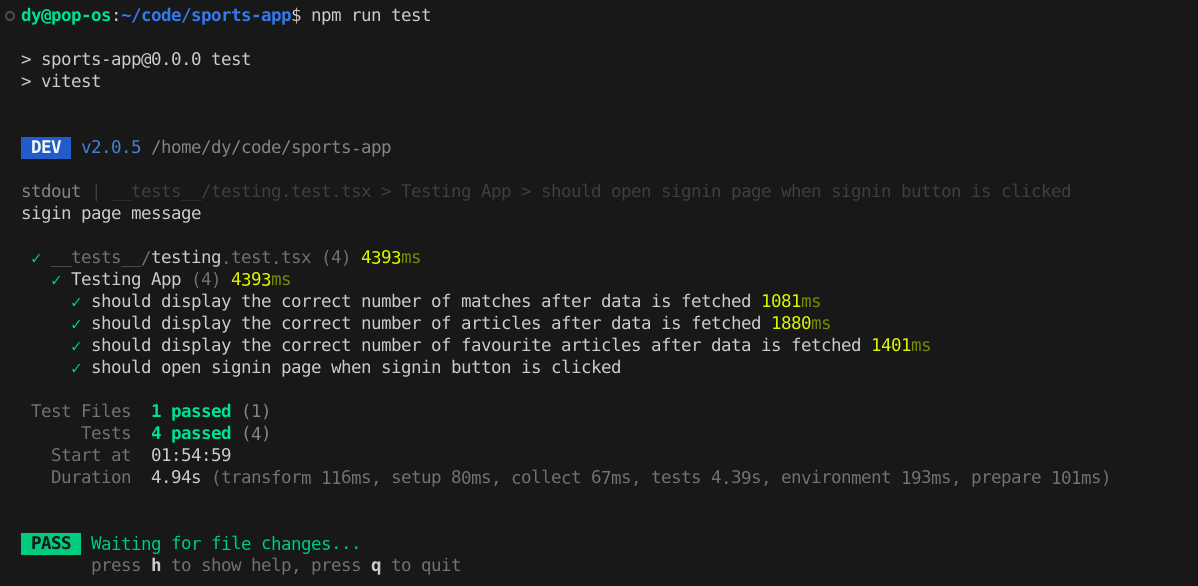 dy@pop-os:~/code/sports-app$ npm run test
> sports-app@0.0.0 test
> vitest
DEV v2.0.5 /home/dy/code/sports-app
stdout | __tests__/testing.test.tsx > Testing App > should open signin page when signin button is clicked
sigin page message
✓ __tests__/testing.test.tsx (4) 4393ms
✓ Testing App (4) 4393ms
✓ should display the correct number of matches after data is fetched 1081ms
✓ should display the correct number of articles after data is fetched 1880ms
✓ should display the correct number of favourite articles after data is fetched 1401ms
✓ should open signin page when signin button is clicked
Test Files 1 passed (1)
Tests 4 passed (4)
Start at 01:54:59
Duration 4.94s (transform 116ms, setup 80ms, collect 67ms, tests 4.39s, environment 193ms, prepare 101ms)
PASS Waiting for file changes...
press h to show help, press q to quit